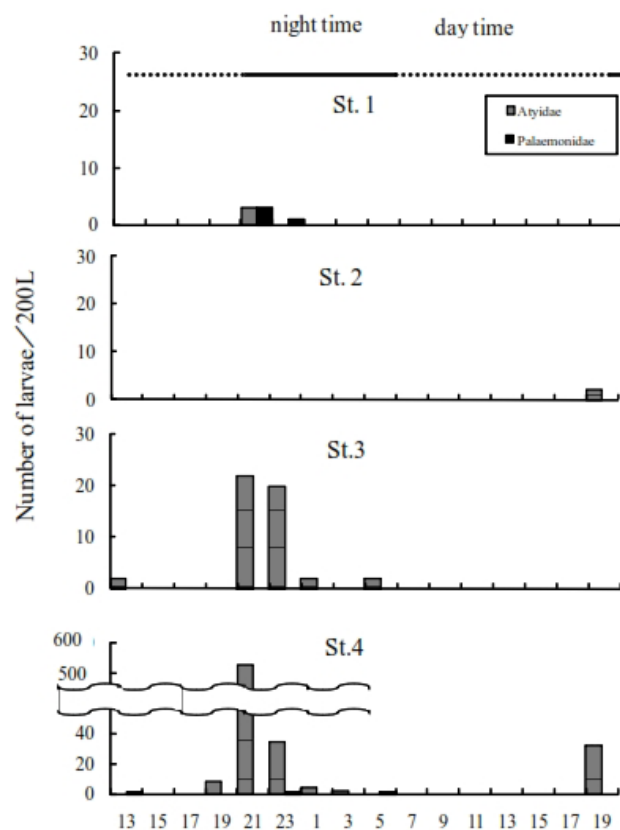 night time day time
30
20
10
0
St. 1
Atyidae
Palaemonidae
30
20
10
0
St. 2
Number of larvae／200L
30
20
10
0
St.3
600
500
40
20
0
St.4
13 15 17 19 21 23 1 3 5 7 9 11 13 15 17 19